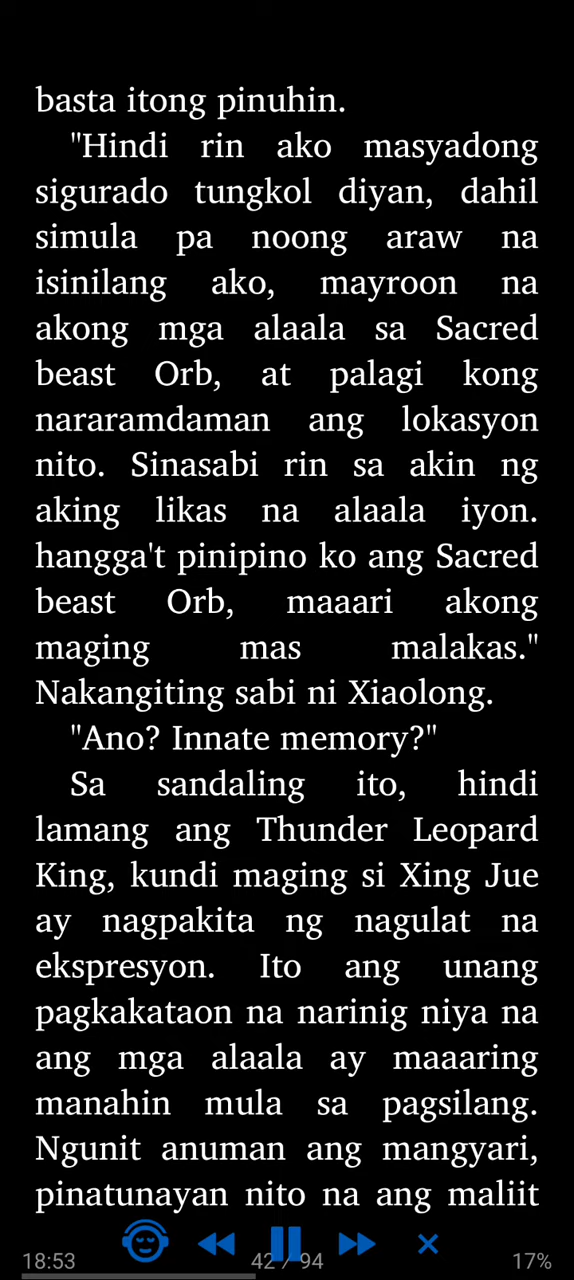 basta itong pinuhin.
"Hindi rin ako masyadong
sigurado tungkol diyan, dahil
simula pa noong araw na
isinilang ako, mayroon na
akong mga alaala sa Sacred
beast Orb, at palagi kong
nararamdaman ang lokasyon
nito. Sinasabi rin sa akin ng
aking likas na alaala iyon.
hangga't pinipino ko ang Sacred
beast Orb, maaari akong
maging mas malakas."
Nakangiting sabi ni Xiaolong.
"Ano? Innate memory?"
Sa sandaling ito, hindi
lamang ang Thunder Leopard
King, kundi maging si Xing Jue
ay nagpakita ng nagulat na
ekspresyon. Ito ang unang
pagkakataon na narinig niya na
ang mga alaala ay maaaring
manahin mula sa pagsilang.
Ngunit anuman ang mangyari,
pinatunayan nito na ang maliit
18:53 42 / 94 17%